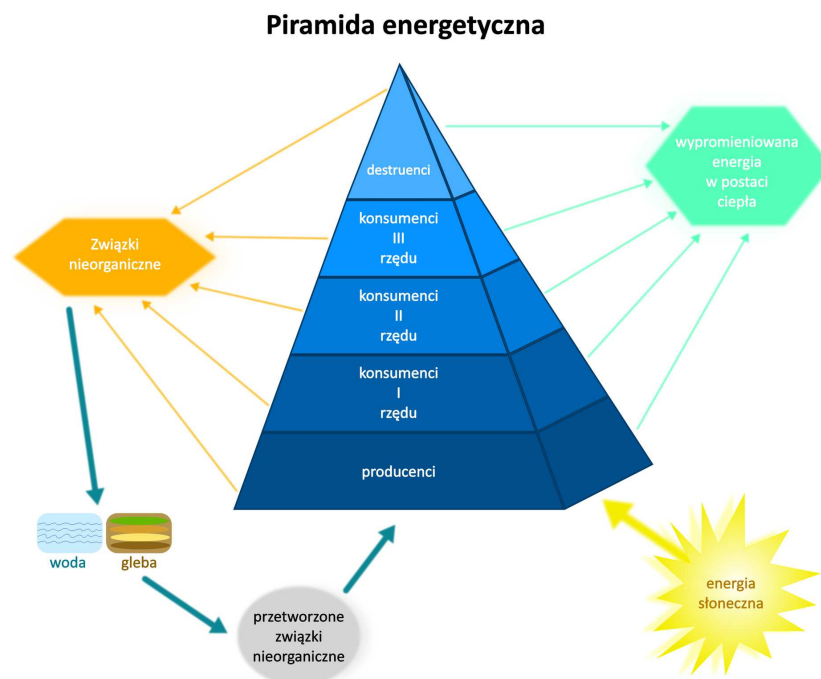 Piramida energetyczna
destruenci
konsumenci
III
rzędu
konsumenci
II
rzędu
konsumenci
I
rzędu
producenci
wypromieniowana
energia
w postaci
ciepła
Związki
nieorganiczne
woda
gleba
przetworzone
związki
nieorganiczne
energia
słoneczna